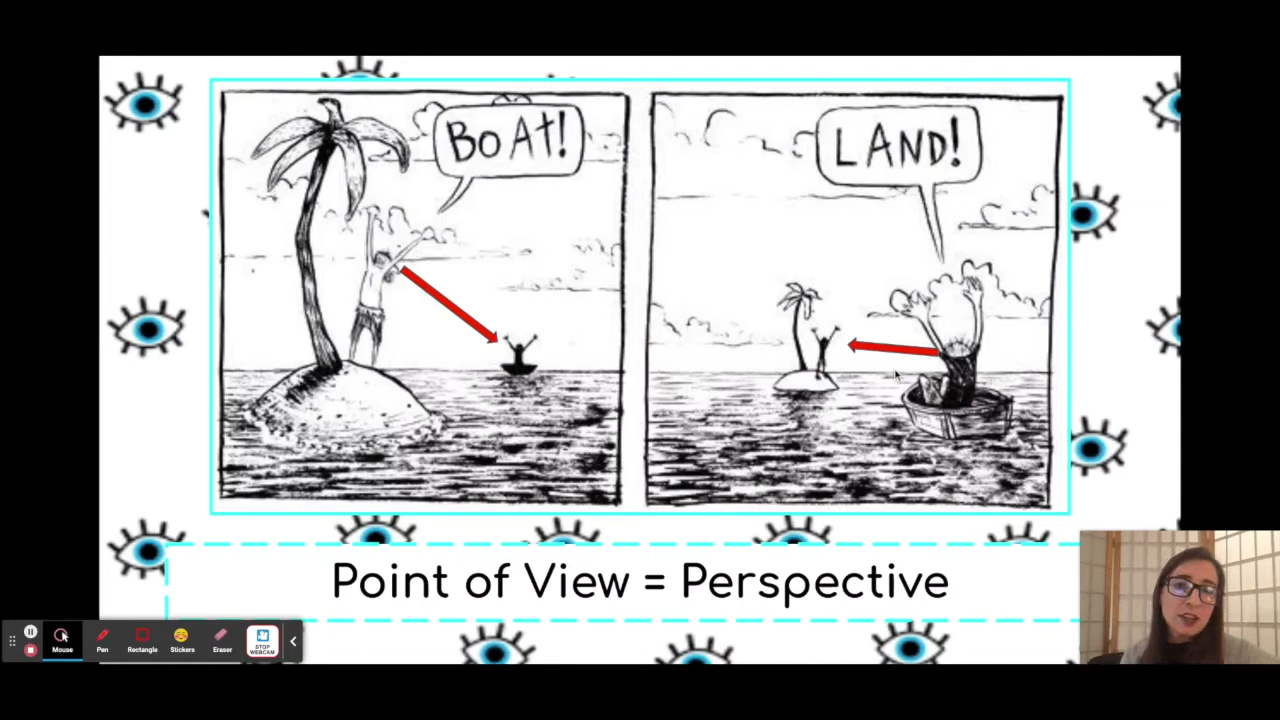 BOAt!
LAND!
Point of View = Perspective
Mouse
Pen
Rectangle
Stickers
Eraser
STOP
WEBCAM